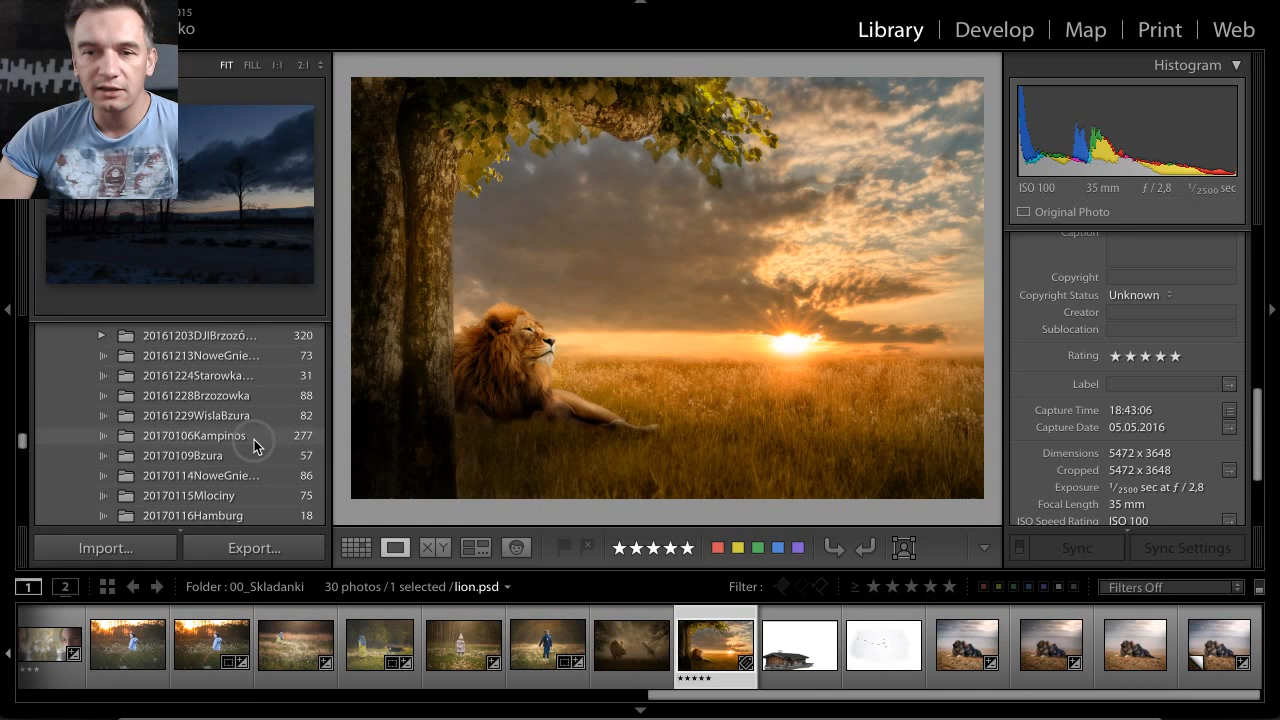 015
ko
Library | Develop | Map | Print | Web
FIT FILL 1:1 2:1
Histogram
ISO 100 35 mm ƒ / 2,8 1/2500 sec
Original Photo
Caption
Copyright
Copyright Status Unknown
Creator
Sublocation
Rating ★★★★★
Label
Capture Time 18:43:06
Capture Date 05.05.2016
Dimensions 5472 x 3648
Cropped 5472 x 3648
Exposure 1/2500 sec at ƒ / 2,8
Focal Length 35 mm
ISO Speed Rating ISO 100
20161203DJIBrzozó... 320
20161213NoweGnie... 73
20161224Starowka... 31
20161228Brzozowka 88
20161229WislaBzura 82
20170106Kampinos 277
20170109Bzura 57
20170114NoweGnie... 86
20170115Mlociny 75
20170116Hamburg 18
Import... Export...
X Y
★★★★★
Sync Sync Settings
1 2 Folder : 00_Skladanki 30 photos / 1 selected / lion.psd Filter : ≥ ★★★★★ Filters Off
★★★ ★★★★★